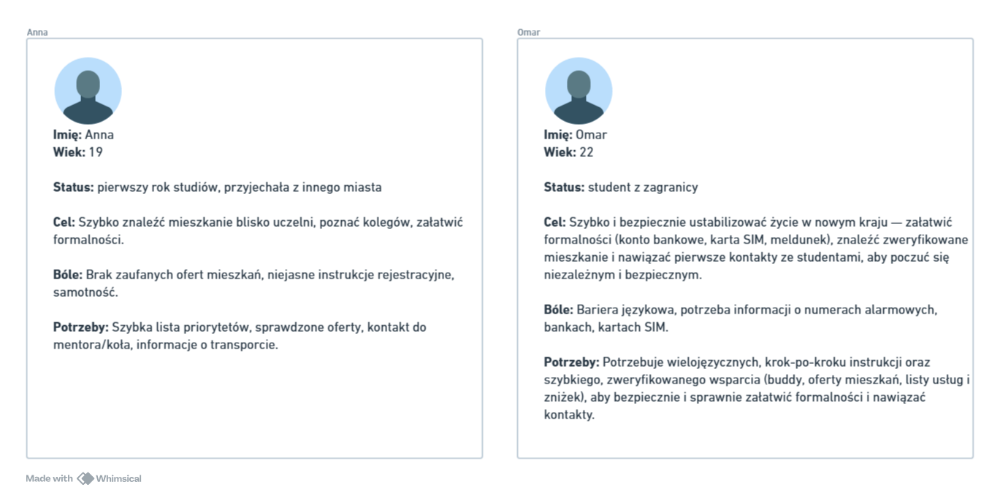 Anna
Imię: Anna
Wiek: 19
Status: pierwszy rok studiów, przyjechała z innego miasta
Cel: Szybko znaleźć mieszkanie blisko uczelni, poznać kolegów, załatwić
formalności.
Bóle: Brak zaufanych ofert mieszkań, niejasne instrukcje rejestracyjne,
samotność.
Potrzeby: Szybka lista priorytetów, sprawdzone oferty, kontakt do
mentora/koła, informacje o transporcie.
Omar
Imię: Omar
Wiek: 22
Status: student z zagranicy
Cel: Szybko i bezpiecznie ustabilizować życie w nowym kraju — załatwić
formalności (konto bankowe, karta SIM, meldunek), znaleźć zweryfikowane
mieszkanie i nawiązać pierwsze kontakty ze studentami, aby poczuć się
niezależnym i bezpiecznym.
Bóle: Bariera językowa, potrzeba informacji o numerach alarmowych,
bankach, kartach SIM.
Potrzeby: Potrzebuje wielojęzycznych, krok-po-kroku instrukcji oraz
szybkiego, zweryfikowanego wsparcia (buddy, oferty mieszkań, listy usług i
zniżek), aby bezpiecznie i sprawnie załatwić formalności i nawiązać
kontakty.
Made with Whimsical